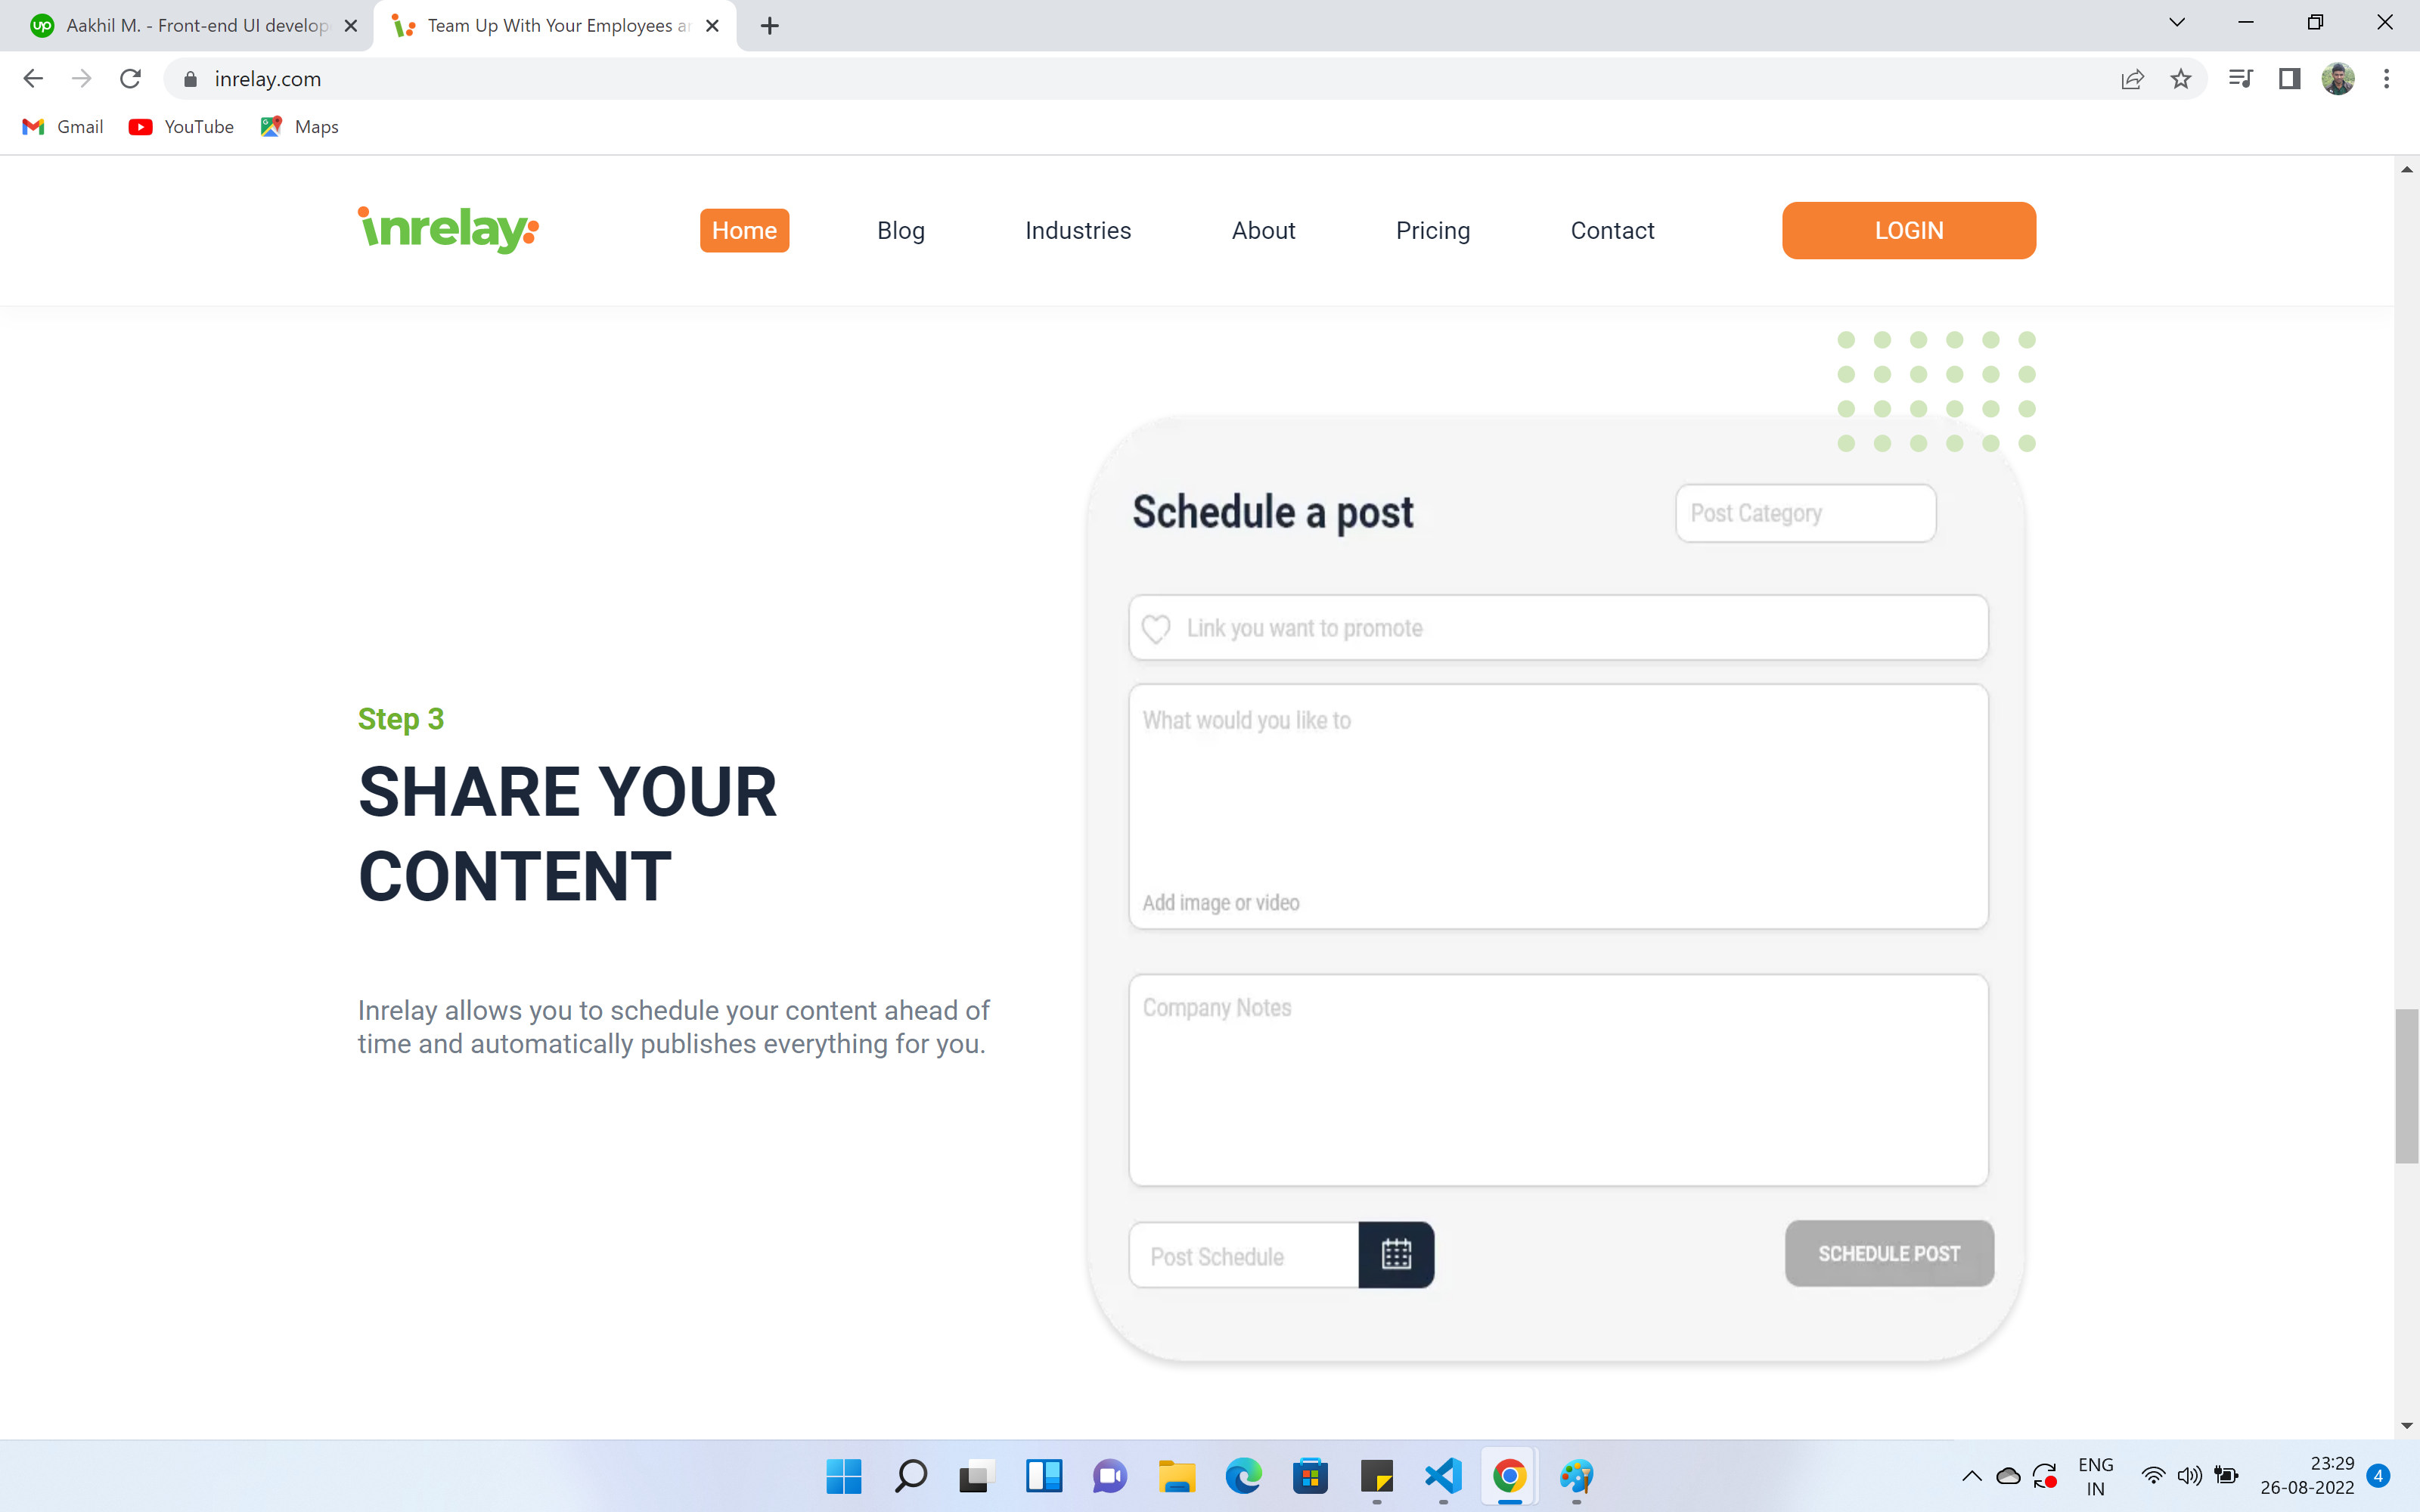 Aakhil M. - Front-end UI develop
Team Up With Your Employees ar
inrelay.com
Gmail
YouTube
Maps
inrelay
Home
Blog
Industries
About
Pricing
Contact
LOGIN
Schedule a post
Post Category
Link you want to promote
What would you like to
Add image or video
Company Notes
Post Schedule
SCHEDULE POST
Step 3
SHARE YOUR
CONTENT
Inrelay allows you to schedule your content ahead of
time and automatically publishes everything for you.
ENG
IN
23:29
26-08-2022
4